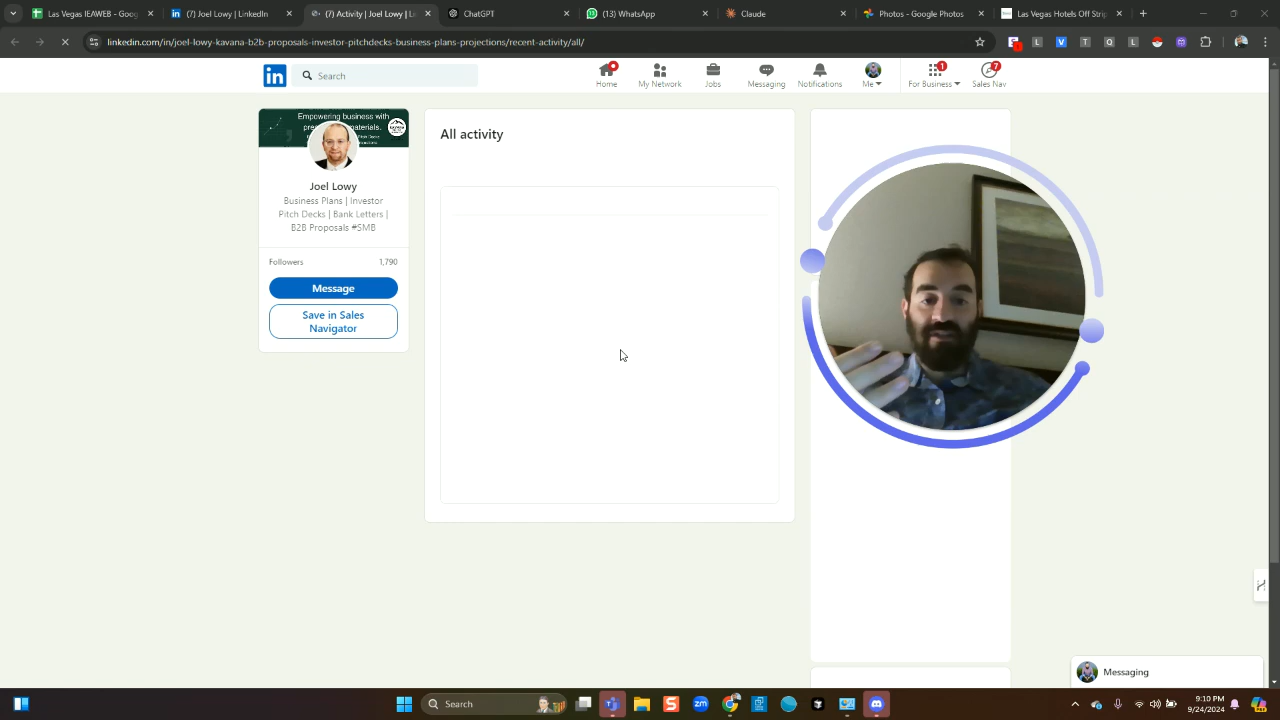 Las Vegas IEAWEB - Goog
(7) Joel Lowy | LinkedIn
(7) Activity | Joel Lowy | Li
ChatGPT
(13) WhatsApp
Claude
Photos - Google Photos
Las Vegas Hotels Off Strip
linkedin.com/in/joel-lowy-kavana-b2b-proposals-investor-pitchdecks-business-plans-projections/recent-activity/all/
in
Search
Home
My Network
Jobs
Messaging
Notifications
Me
1
For Business
7
Sales Nav
Empowering business with
Joel Lowy
Business Plans | Investor
Pitch Decks | Bank Letters |
B2B Proposals #SMB
Followers 1,790
Message
Save in Sales
Navigator
All activity
Messaging
Search
zm
9:10 PM
9/24/2024